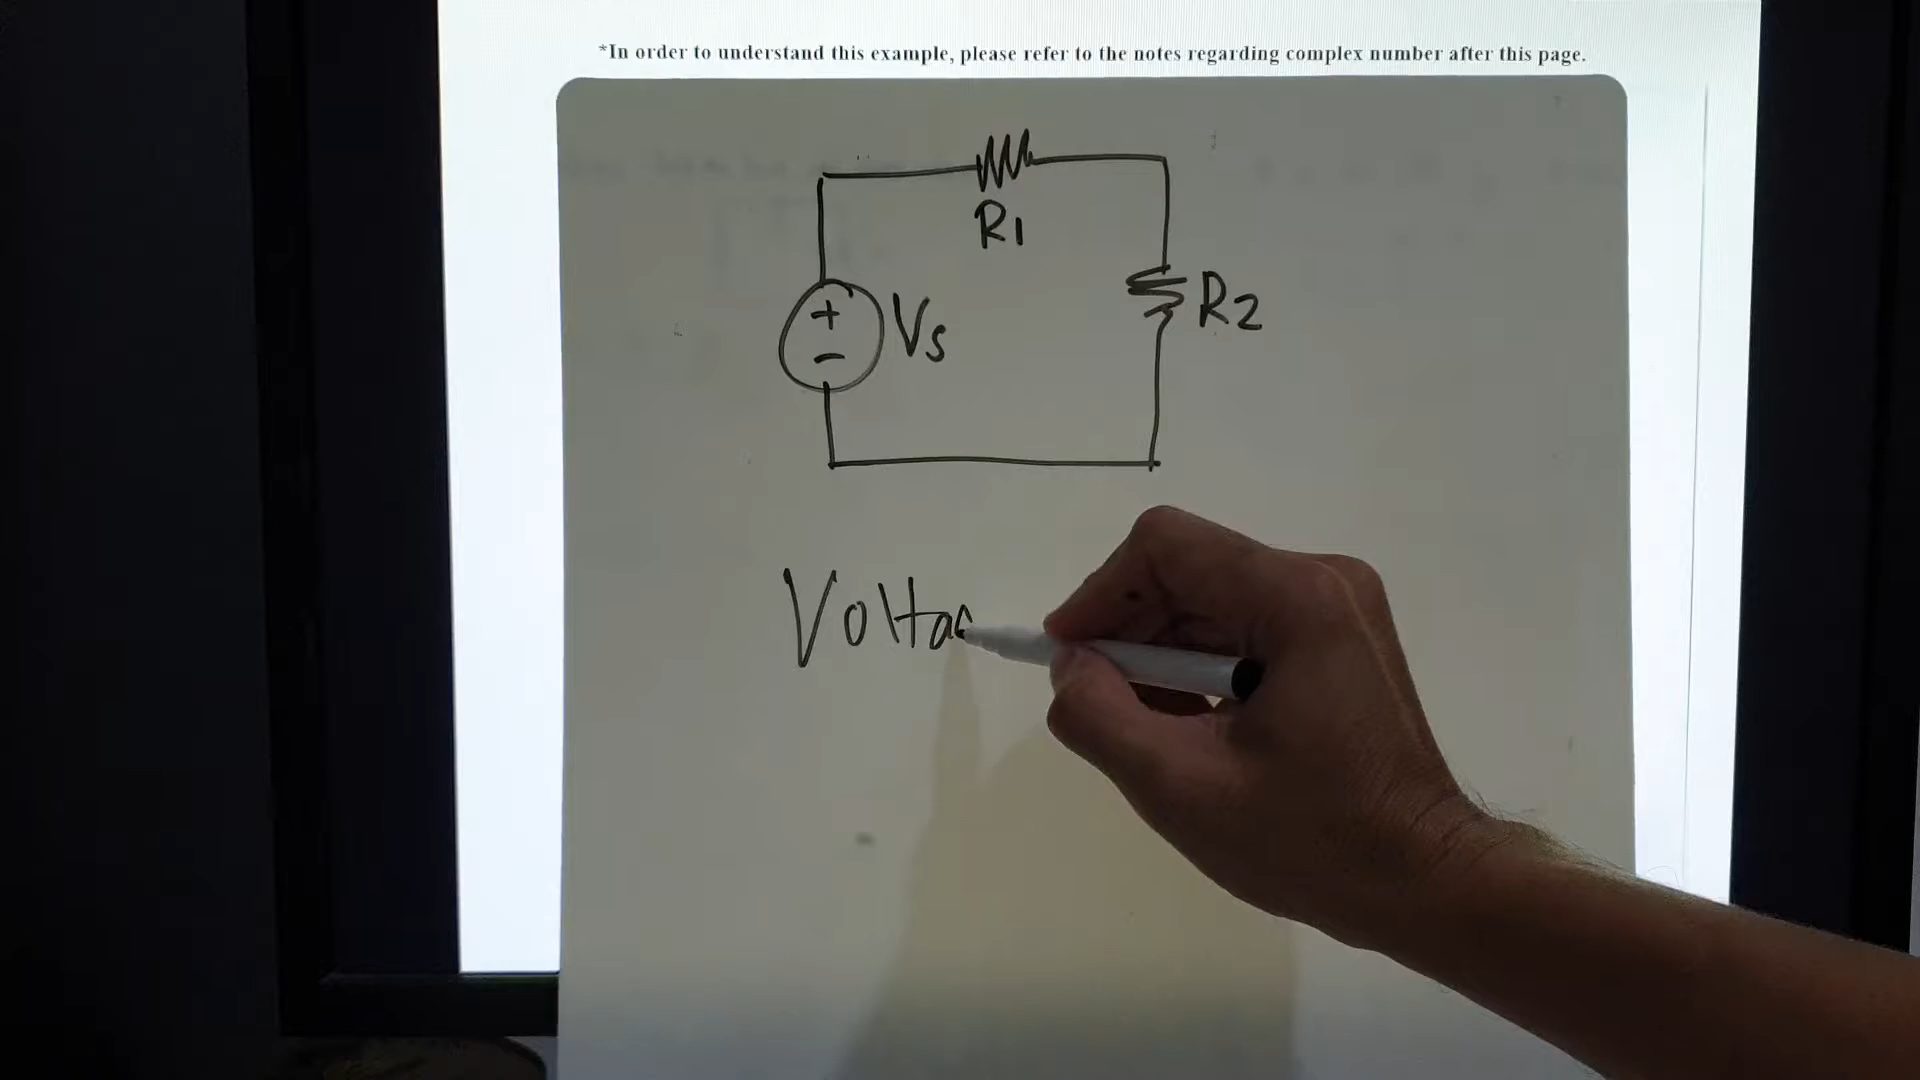 *In order to understand this example, please refer to the notes regarding complex number after this page.
R1
R2
+
Vs
-
Volta